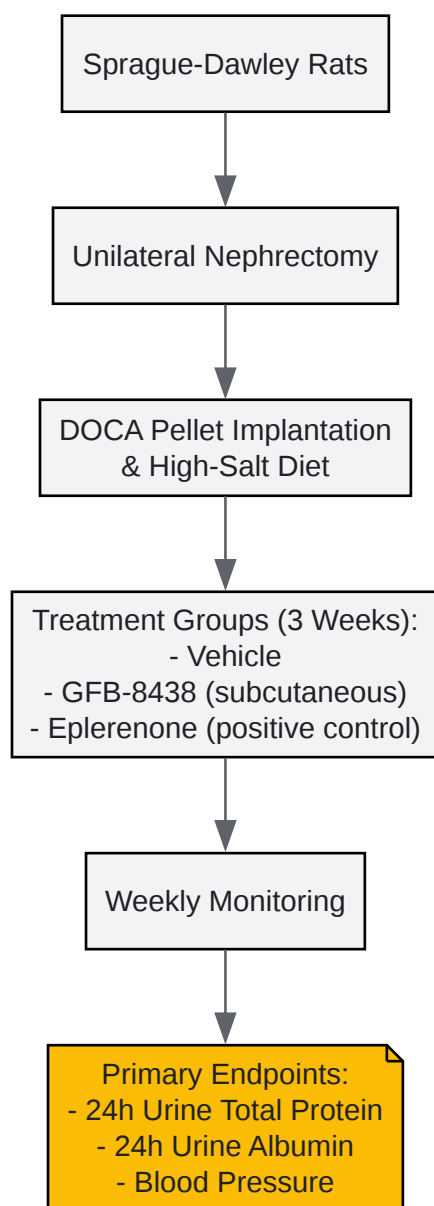 Sprague-Dawley Rats
Unilateral Nephrectomy
DOCA Pellet Implantation
& High-Salt Diet
Treatment Groups (3 Weeks):
- Vehicle
- GFB-8438 (subcutaneous)
- Eplerenone (positive control)
Weekly Monitoring
Primary Endpoints:
- 24h Urine Total Protein
- 24h Urine Albumin
- Blood Pressure